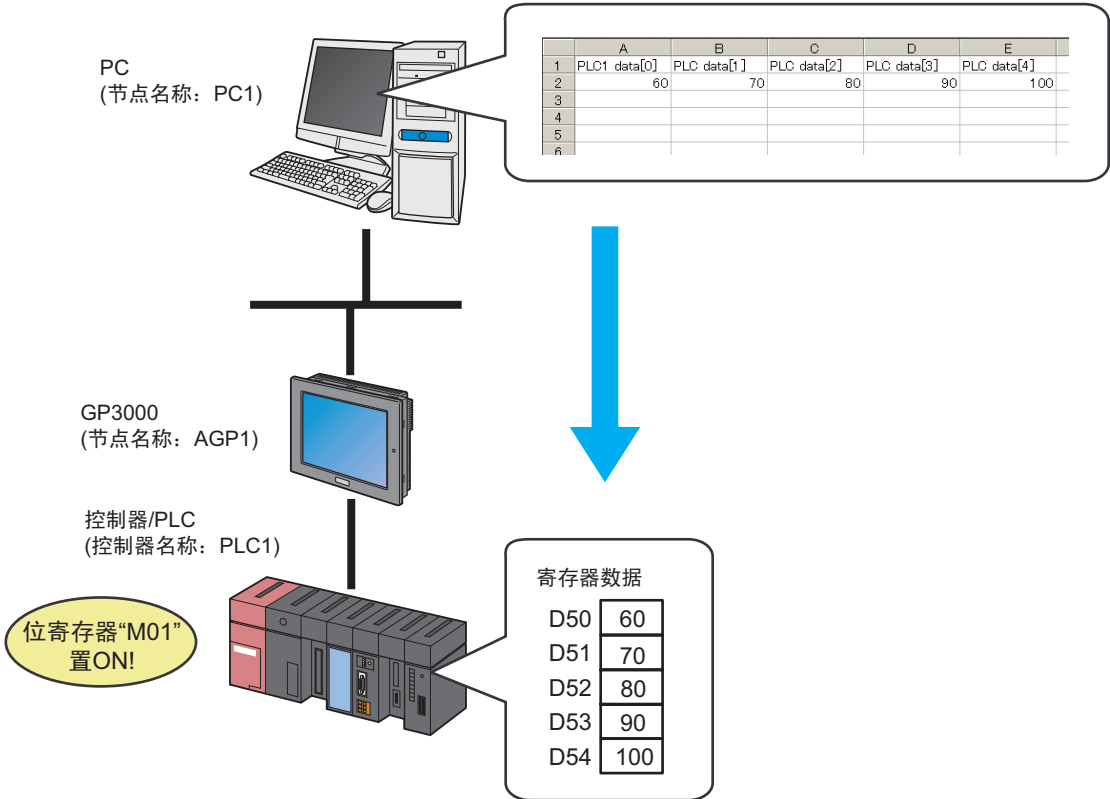 PC
(节点名称：PC1)
A B C D E
1 PLC1 data[0] PLC data[1] PLC data[2] PLC data[3] PLC data[4]
2 60 70 80 90 100
3
4
5
6
GP3000
(节点名称：AGP1)
控制器/PLC
(控制器名称：PLC1)
位寄存器“M01”
置ON!
寄存器数据
D50 60
D51 70
D52 80
D53 90
D54 100